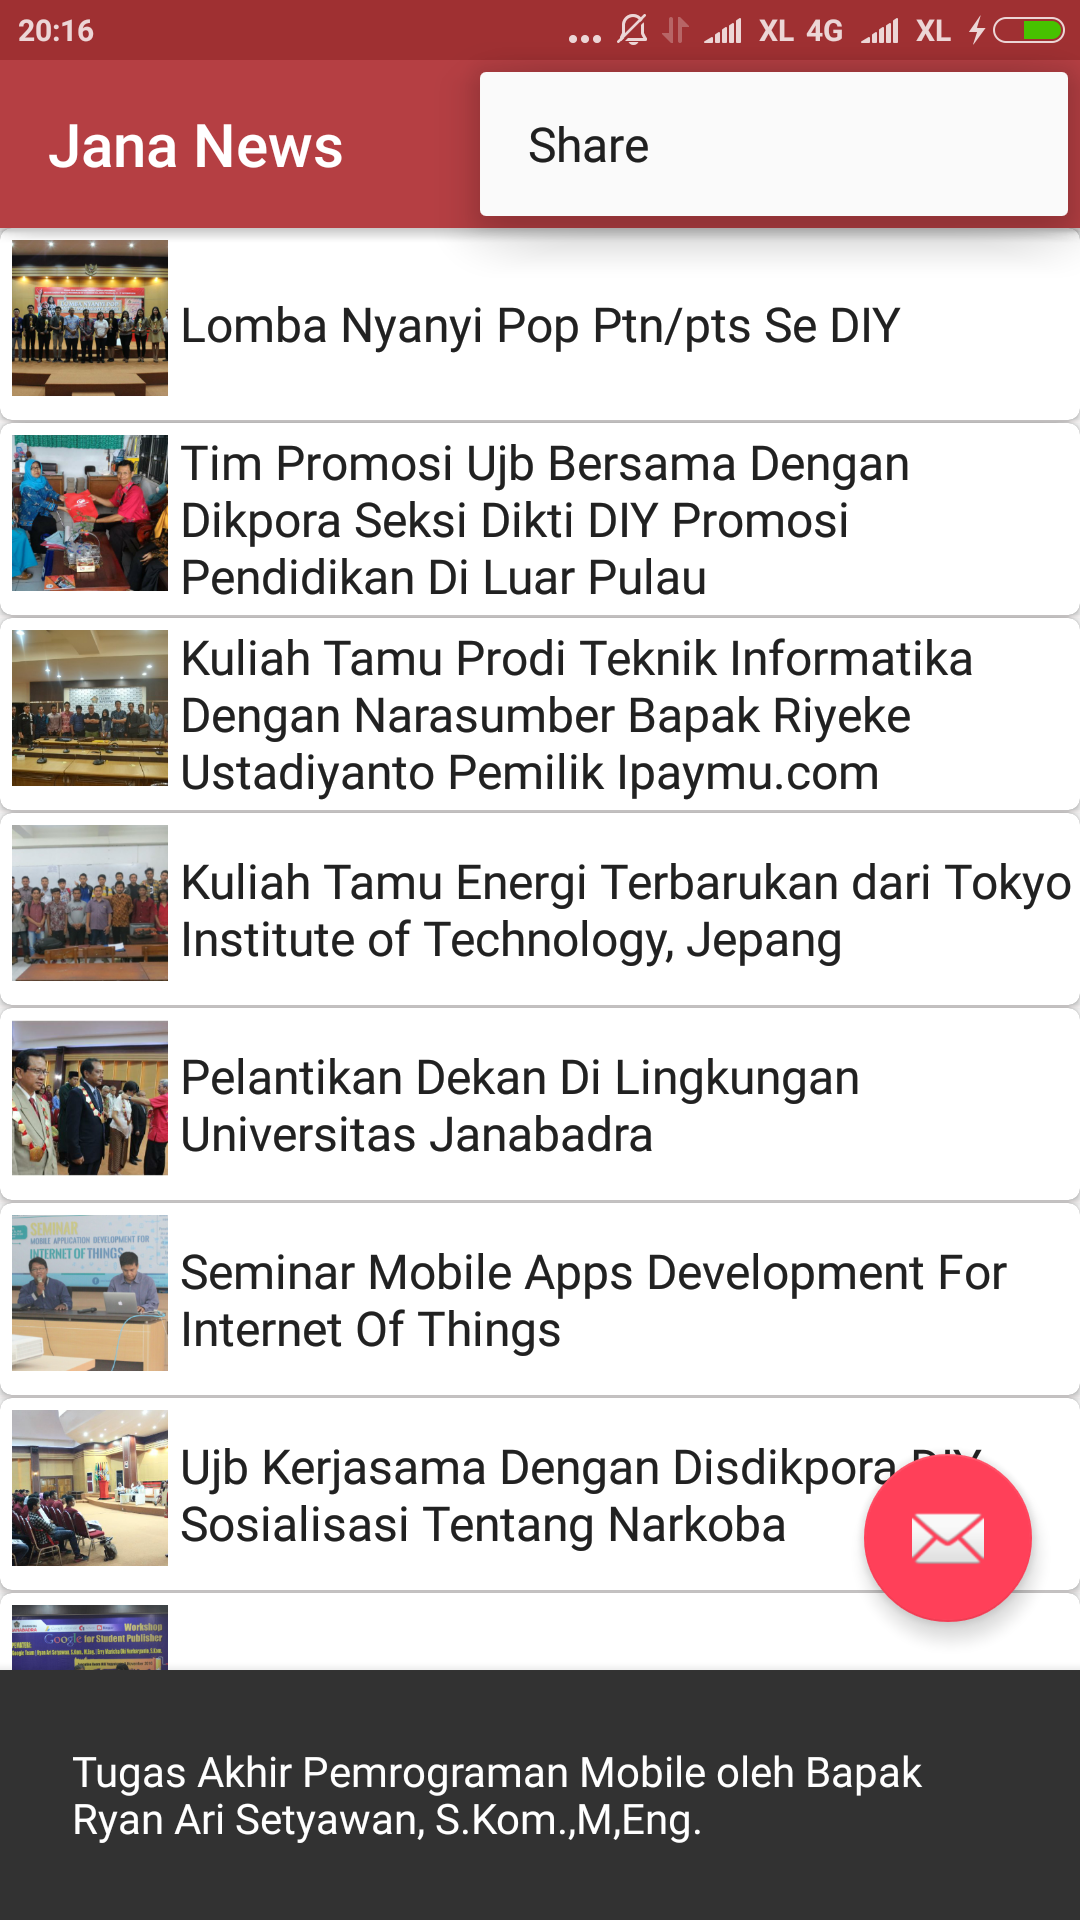 20:16
XL 4G
XL
Jana News
Share
Lomba Nyanyi Pop Ptn/pts Se DIY
Tim Promosi Ujb Bersama Dengan
Dikpora Seksi Dikti DIY Promosi
Pendidikan Di Luar Pulau
Kuliah Tamu Prodi Teknik Informatika
Dengan Narasumber Bapak Riyeke
Ustadiyanto Pemilik Ipaymu.com
Kuliah Tamu Energi Terbarukan dari Tokyo
Institute of Technology, Jepang
Pelantikan Dekan Di Lingkungan
Universitas Janabadra
SEMINAR
MOBILE APPLICATION DEVELOPMENT FOR
INTERNET OF THINGS
Seminar Mobile Apps Development For
Internet Of Things
Ujb Kerjasama Dengan Disdikpora DIY
Sosialisasi Tentang Narkoba
Workshop
Google for Student Publisher
Tugas Akhir Pemrograman Mobile oleh Bapak
Ryan Ari Setyawan, S.Kom.,M,Eng.